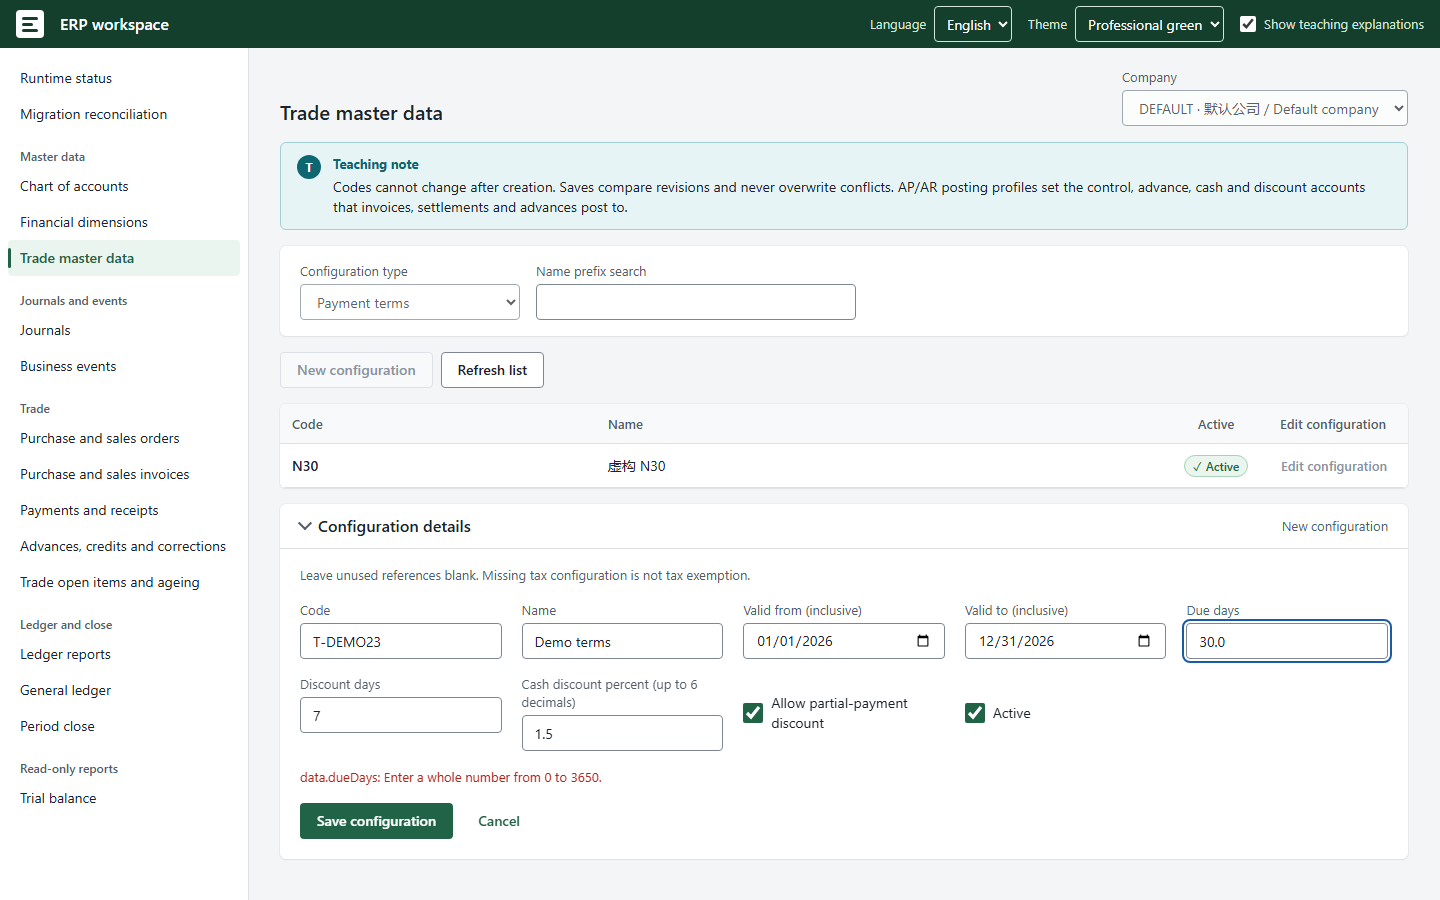 ERP workspace
Language
English
Theme
Professional green
Show teaching explanations
Runtime status
Migration reconciliation
Master data
Chart of accounts
Financial dimensions
Trade master data
Journals and events
Journals
Business events
Trade
Purchase and sales orders
Purchase and sales invoices
Payments and receipts
Advances, credits and corrections
Trade open items and ageing
Ledger and close
Ledger reports
General ledger
Period close
Read-only reports
Trial balance
Trade master data
Company
DEFAULT · 默认公司 / Default company
T
Teaching note
Codes cannot change after creation. Saves compare revisions and never overwrite conflicts. AP/AR posting profiles set the control, advance, cash and discount accounts
that invoices, settlements and advances post to.
Configuration type
Payment terms
Name prefix search
New configuration
Refresh list
Code
Name
Active
Edit configuration
N30
虚构 N30
✓ Active
Edit configuration
Configuration details
New configuration
Leave unused references blank. Missing tax configuration is not tax exemption.
Code
T-DEMO23
Name
Demo terms
Valid from (inclusive)
01/01/2026
Valid to (inclusive)
12/31/2026
Due days
30.0
Discount days
7
Cash discount percent (up to 6
decimals)
1.5
Allow partial-payment
discount
Active
data.dueDays: Enter a whole number from 0 to 3650.
Save configuration
Cancel